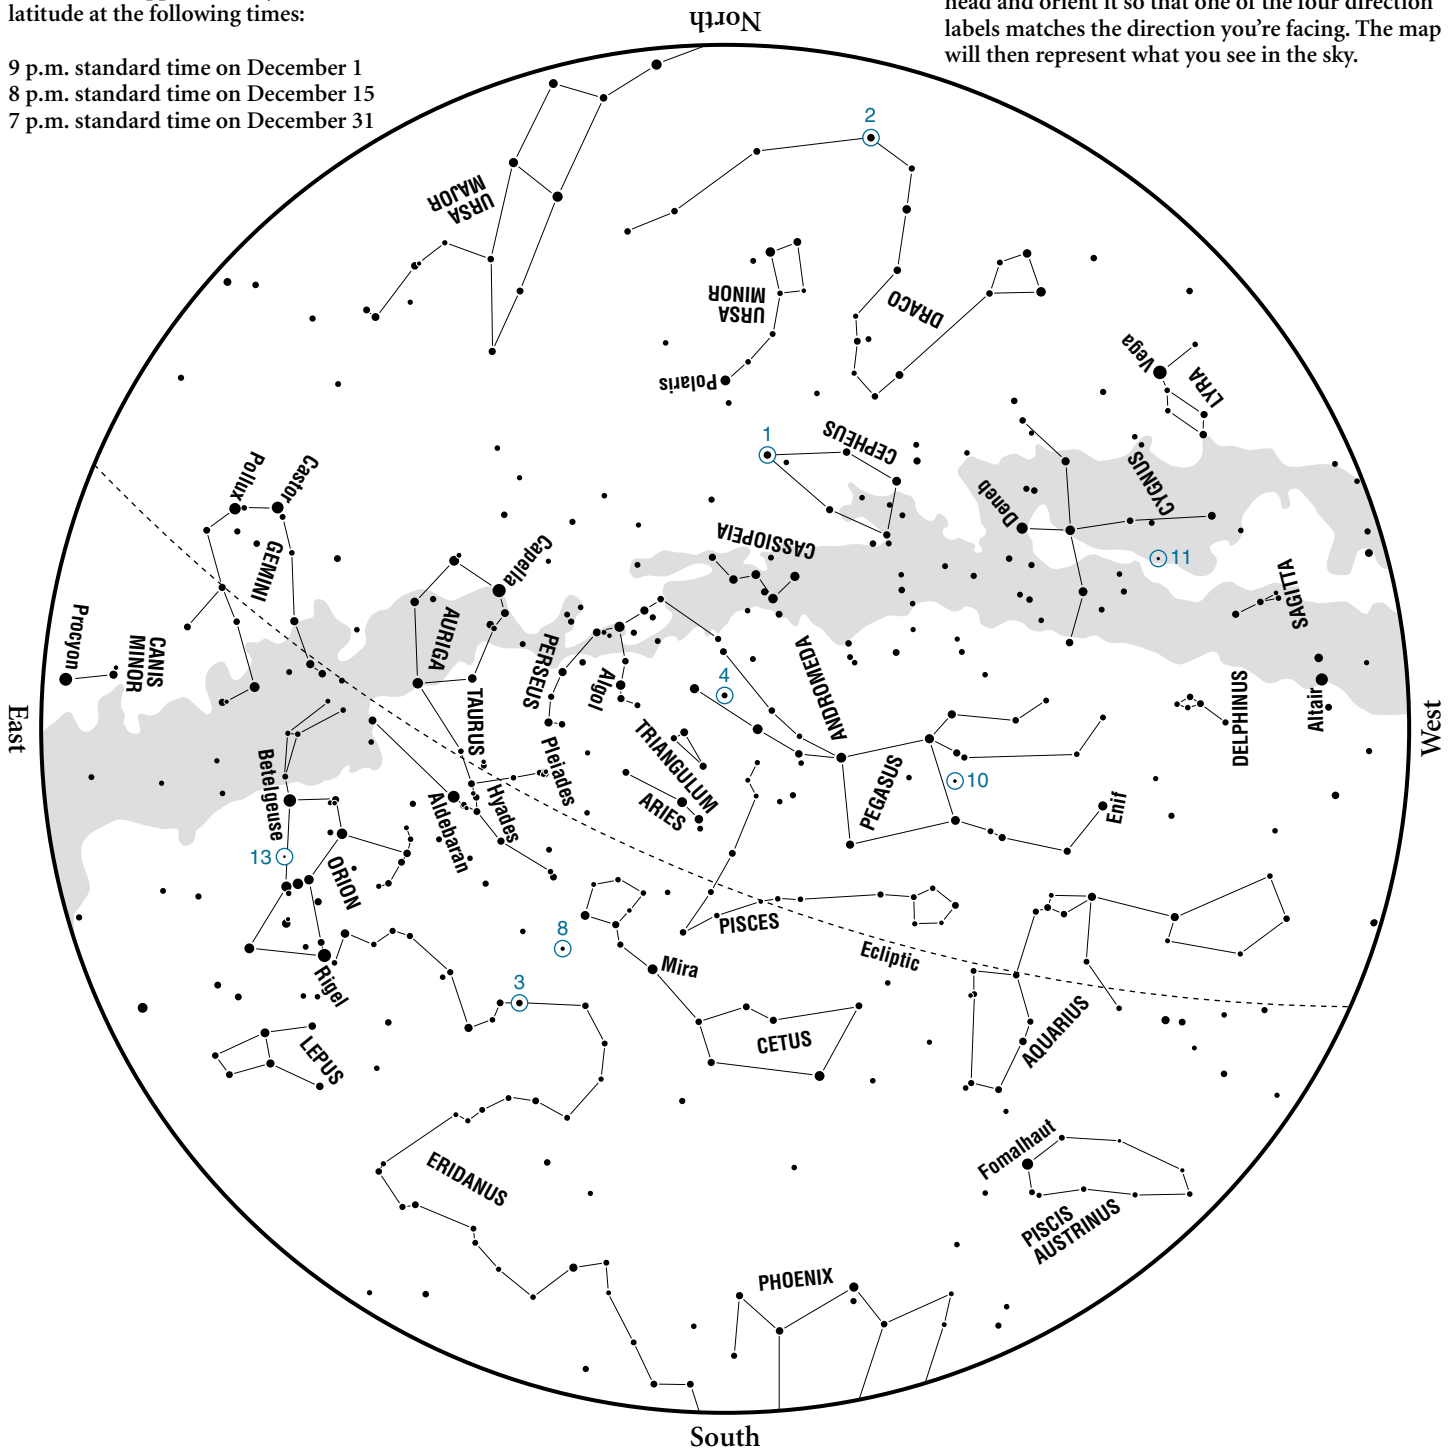 latitude at the following times:
9 p.m. standard time on December 1
8 p.m. standard time on December 15
7 p.m. standard time on December 31
labels matches the direction you're facing. The map
will then represent what you see in the sky.
North
2
URSA
MAJOR
URSA
MINOR
DRACO
Polaris
Vega
LYRA
1
CEPHEUS
Pollux
Castor
GEMINI
Deneb
CYGNUS
CASSIOPEIA
Capella
11
SAGITTA
Procyon
CANIS
MINOR
AURIGA
PERSEUS
Algol
4
ANDROMEDA
DELPHINUS
Altair
East
West
TAURUS
TRIANGULUM
Pleiades
Betelgeuse
ARIES
PEGASUS
10
Enif
Aldebaran
Hyades
13
ORION
PISCES
8
Ecliptic
Mira
Rigel
3
CETUS
AQUARIUS
LEPUS
Fomalhaut
ERIDANUS
PISCIS
AUSTRINUS
PHOENIX
South